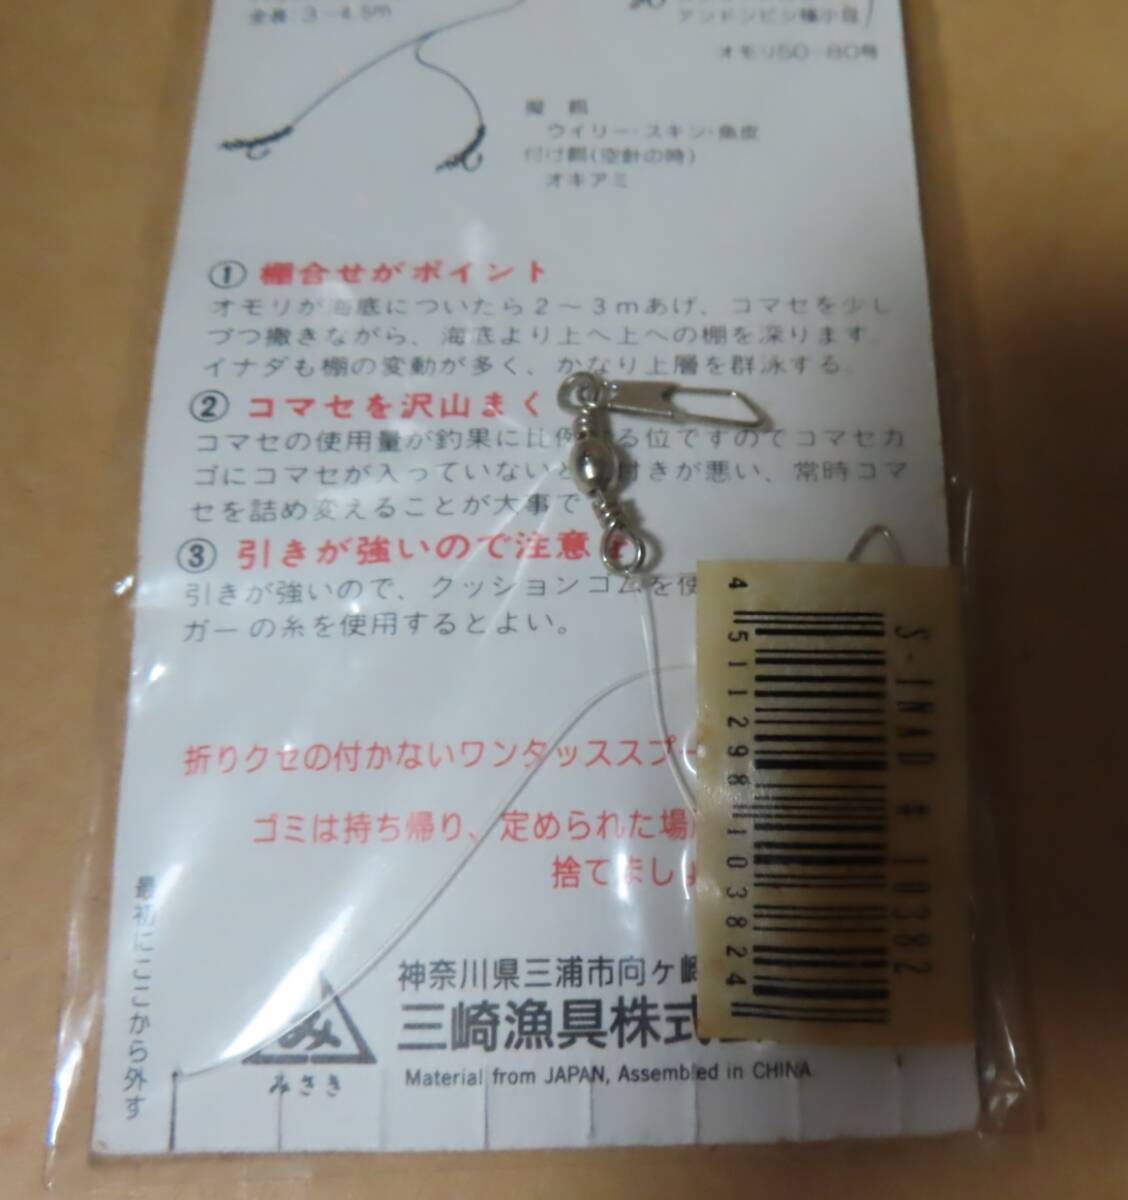 全長:3〜4.5m
アンドンビシ極小目
オモリ50〜80号
擬 餌
ウイリー・スキン・魚皮
付け餌(空針の時)
オキアミ
① 棚合せがポイント
オモリが海底についたら2〜3mあげ、コマセを少し
づつ撒きながら、海底より上へ上への棚を深ります
イナダも棚の変動が多く、かなり上層を群泳する。
② コマセを沢山まく
コマセの使用量が釣果に比例する位ですのでコマセカ
ゴにコマセが入っていないと 付きが悪い、常時コマ
セを詰め変えることが大事で
③ 引きが強いので注意
引きが強いので、クッションゴムを使
ガーの糸を使用するとよい。
折りクセの付かないワンタッススプー
ゴミは持ち帰り、定められた場
捨てましょ
最初にここから外す
み
みさき
神奈川県三浦市向ヶ崎
三崎漁具株式
Material from JAPAN, Assembled in CHINA
S-INAD # 10382
4 511298 103824